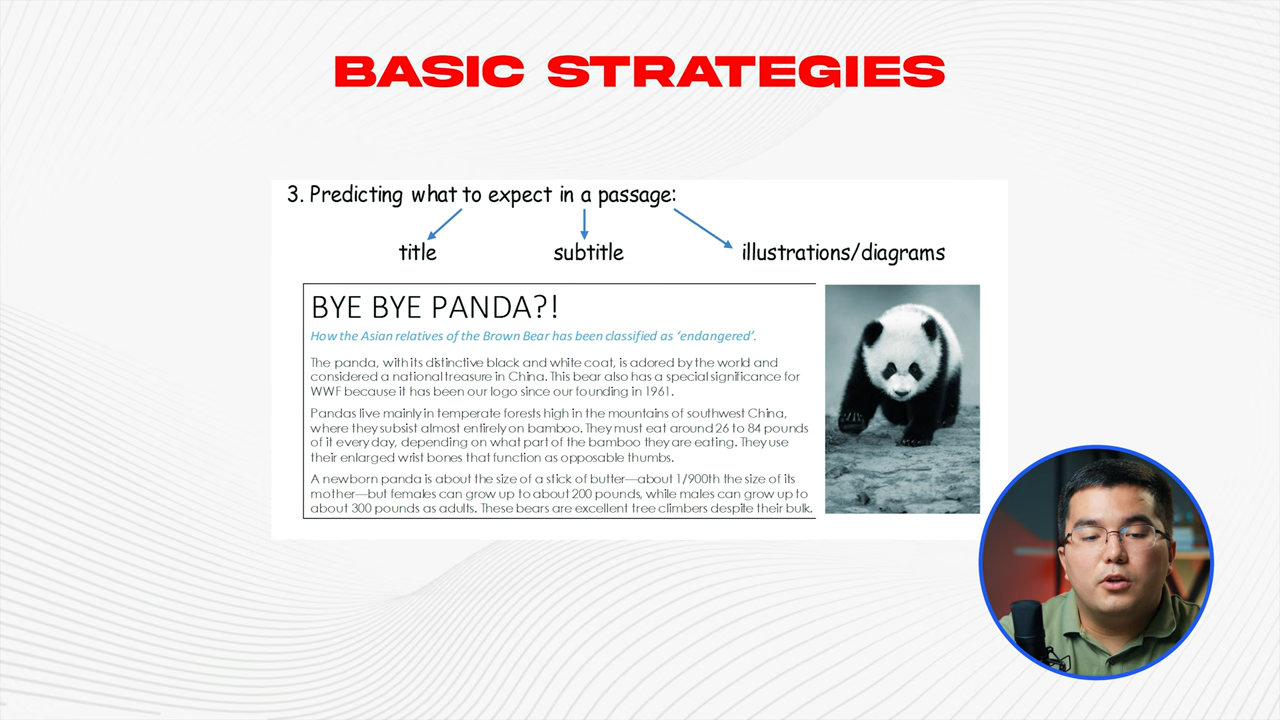 BASIC STRATEGIES
3. Predicting what to expect in a passage:
title
subtitle
illustrations/diagrams
BYE BYE PANDA?!
How the Asian relatives of the Brown Bear has been classified as ‘endangered’.
The panda, with its distinctive black and white coat, is adored by the world and
considered a national treasure in China. This bear also has a special significance for
WWF because it has been our logo since our founding in 1961.
Pandas live mainly in temperate forests high in the mountains of southwest China,
where they subsist almost entirely on bamboo. They must eat around 26 to 84 pounds
of it every day, depending on what part of the bamboo they are eating. They use
their enlarged wrist bones that function as opposable thumbs.
A newborn panda is about the size of a stick of butter—about 1/900th the size of its
mother—but females can grow up to about 200 pounds, while males can grow up to
about 300 pounds as adults. These bears are excellent tree climbers despite their bulk.